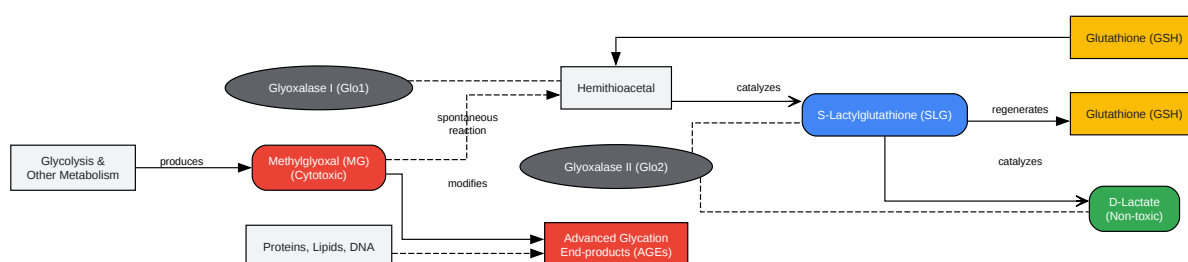 Glutathione (GSH)
Glyoxalase I (Glo1)
Hemithioacetal
catalyzes
S-Lactylglutathione (SLG)
regenerates
Glutathione (GSH)
spontaneous
reaction
Glycolysis &
Other Metabolism
produces
Methylglyoxal (MG)
(Cytotoxic)
Glyoxalase II (Glo2)
catalyzes
modifies
D-Lactate
(Non-toxic)
Proteins, Lipids, DNA
Advanced Glycation
End-products (AGEs)